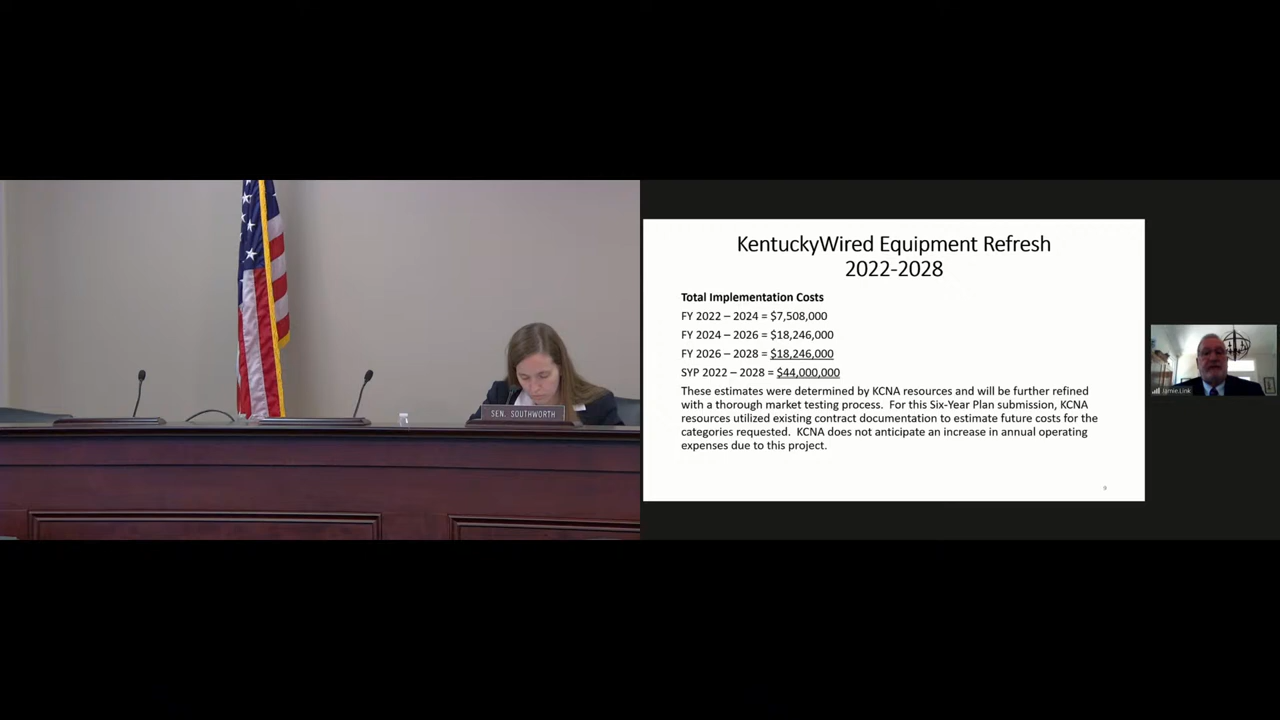 SEN. SOUTHWORTH
KentuckyWired Equipment Refresh
2022-2028
Total Implementation Costs
FY 2022 – 2024 = $7,508,000
FY 2024 – 2026 = $18,246,000
FY 2026 – 2028 = $18,246,000
SYP 2022 – 2028 = $44,000,000
These estimates were determined by KCNA resources and will be further refined
with a thorough market testing process.  For this Six-Year Plan submission, KCNA
resources utilized existing contract documentation to estimate future costs for the
categories requested.  KCNA does not anticipate an increase in annual operating
expenses due to this project.
9
Jamie.Link